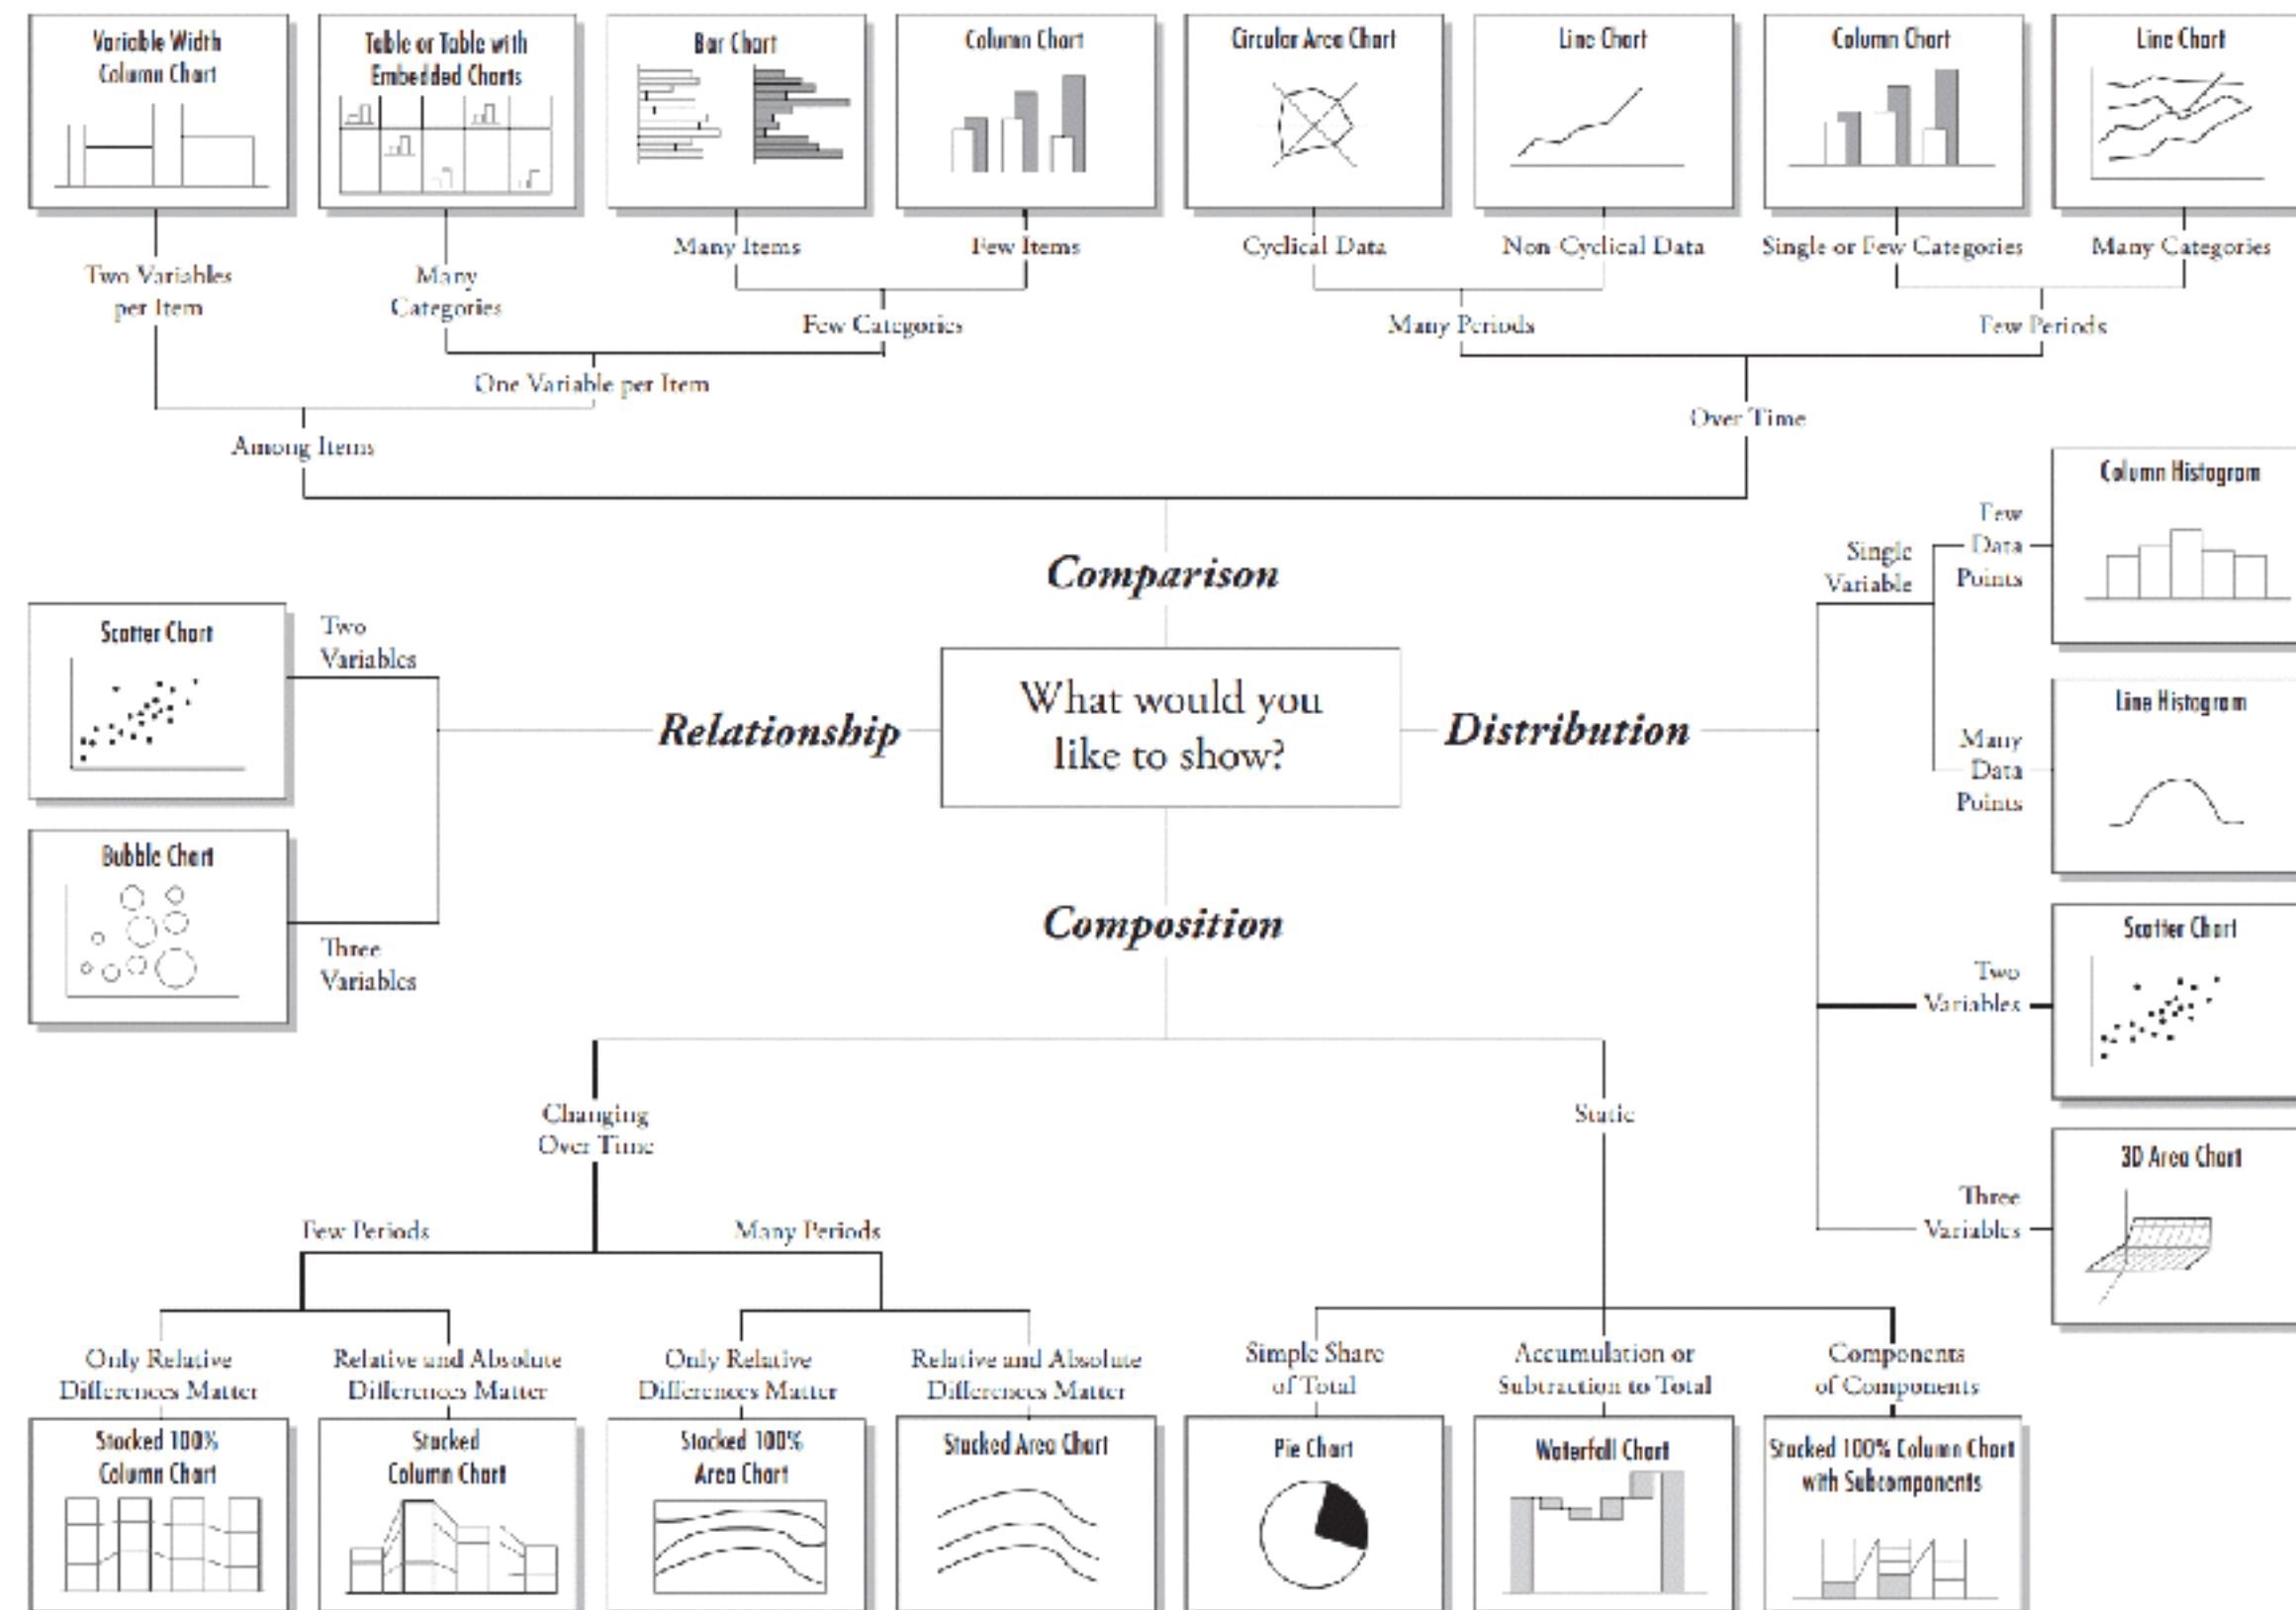 Variable Width
Column Chart
Table or Table with
Embedded Charts
Bar Chart
Column Chart
Circular Area Chart
Line Chart
Column Chart
Line Chart
Two Variables
per Item
Many
Categories
Many Items
Few Items
Cyclical Data
Non-Cyclical Data
Single or Few Categories
Many Categories
Few Categories
Many Periods
Few Periods
One Variable per Item
Among Items
Over Time
Comparison
What would you
like to show?
Relationship
Two
Variables
Scatter Chart
Bubble Chart
Three
Variables
Distribution
Single
Variable
Few
Data
Points
Column Histogram
Many
Data
Points
Line Histogram
Two
Variables
Scatter Chart
Three
Variables
3D Area Chart
Composition
Changing
Over Time
Static
Few Periods
Many Periods
Only Relative
Differences Matter
Relative and Absolute
Differences Matter
Only Relative
Differences Matter
Relative and Absolute
Differences Matter
Simple Share
of Total
Accumulation or
Subtraction to Total
Components
of Components
Stacked 100%
Column Chart
Stacked
Column Chart
Stacked 100%
Area Chart
Stacked Area Chart
Pie Chart
Waterfall Chart
Stacked 100% Column Chart
with Subcomponents